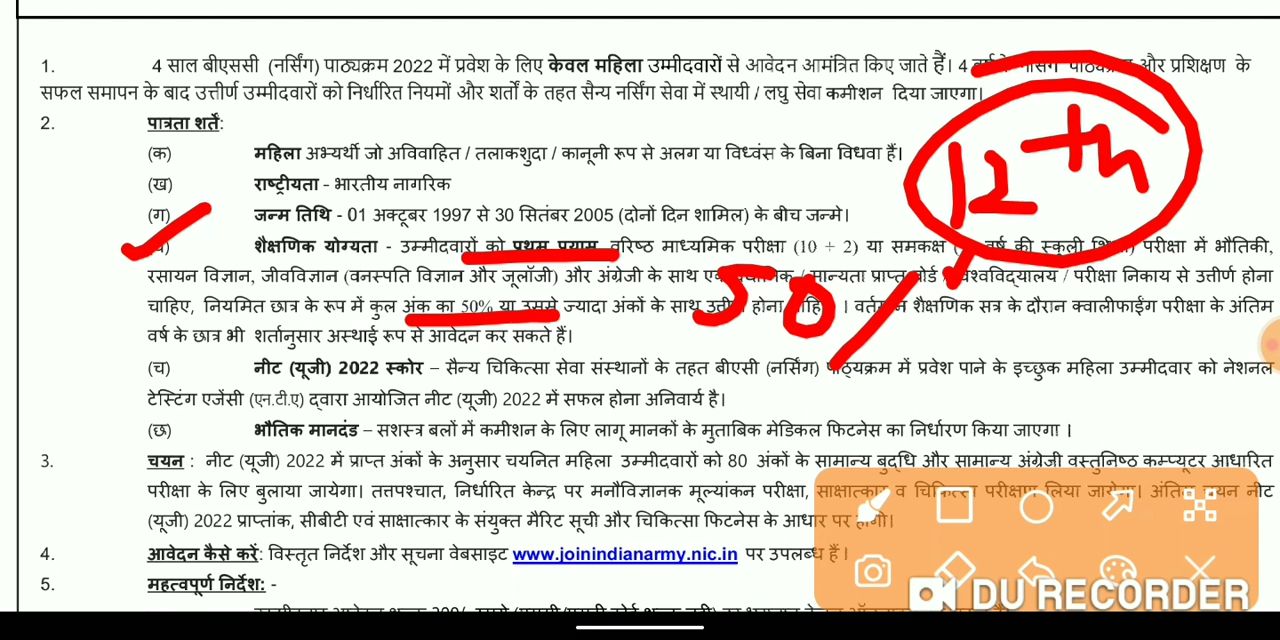 1. 4 साल बीएससी (नर्सिंग) पाठ्यक्रम 2022 में प्रवेश के लिए केवल महिला उम्मीदवारों से आवेदन आमंत्रित किए जाते हैं। 4 और प्रशिक्षण के
सफल समापन के बाद उत्तीर्ण उम्मीदवारों को निर्धारित नियमों और शर्तों के तहत सैन्य नर्सिंग सेवा में स्थायी / लघु सेवा कमीशन दिया जाएगा।
2. पात्रता शर्तें:
(क) महिला अभ्यर्थी जो अविवाहित / तलाकशुदा / कानूनी रूप से अलग या विध्वंस के बिना विधवा हैं।
12th
(ख) राष्ट्रीयता - भारतीय नागरिक
(ग) जन्म तिथि - 01 अक्टूबर 1997 से 30 सितंबर 2005 (दोनों दिन शामिल) के बीच जन्मे।
शैक्षणिक योग्यता - उम्मीदवारों को प्रथम प्रयास वरिष्ठ माध्यमिक परीक्षा (10 + 2) या समकक्ष वर्ष की स्कूली परीक्षा में भौतिकी,
रसायन विज्ञान, जीवविज्ञान (वनस्पति विज्ञान और जूलॉजी) और अंग्रेजी के साथ मान्यता प्राप्त बोर्ड विश्वविद्यालय / परीक्षा निकाय से उत्तीर्ण होना
चाहिए, नियमित छात्र के रूप में कुल अंक का 50% या उससे ज्यादा अंकों के साथ होना । वर्तमान शैक्षणिक सत्र के दौरान क्वालीफाईंग परीक्षा के अंतिम
50%
वर्ष के छात्र भी शर्तानुसार अस्थाई रूप से आवेदन कर सकते हैं।
(च) नीट (यूजी) 2022 स्कोर – सैन्य चिकित्सा सेवा संस्थानों के तहत बीएससी (नर्सिंग) पाठ्यक्रम में प्रवेश पाने के इच्छुक महिला उम्मीदवार को नेशनल
टेस्टिंग एजेंसी (एन.टी.ए) द्वारा आयोजित नीट (यूजी) 2022 में सफल होना अनिवार्य है।
(छ) भौतिक मानदंड – सशस्त्र बलों में कमीशन के लिए लागू मानकों के मुताबिक मेडिकल फिटनेस का निर्धारण किया जाएगा ।
3. चयन : नीट (यूजी) 2022 में प्राप्त अंकों के अनुसार चयनित महिला उम्मीदवारों को 80 अंकों के सामान्य बुद्धि और सामान्य अंग्रेजी वस्तुनिष्ठ कम्प्यूटर आधारित
परीक्षा के लिए बुलाया जायेगा। तत्तपश्चात, निर्धारित केन्द्र पर मनौविज्ञानक मूल्यांकन परीक्षा, साक्षात्कार व चिकित्सा परीक्षण लिया जायेगा। अंतिम चयन नीट
(यूजी) 2022 प्राप्तांक, सीबीटी एवं साक्षात्कार के संयुक्त मैरिट सूची और चिकित्सा फिटनेस के आधार पर होगी।
4. आवेदन कैसे करें: विस्तृत निर्देश और सूचना वेबसाइट www.joinindianarmy.nic.in पर उपलब्ध हैं।
5. महत्वपूर्ण निर्देश: -
DU RECORDER